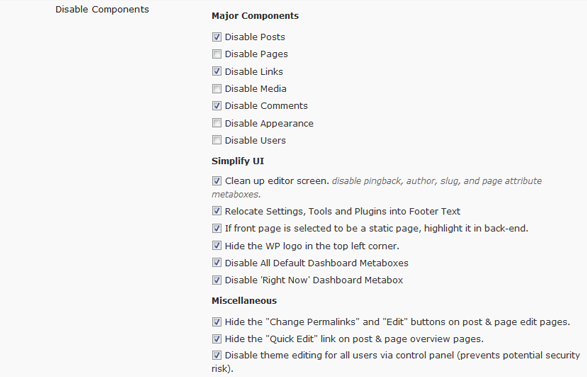 Disable Components
Major Components
Disable Posts
Disable Pages
Disable Links
Disable Media
Disable Comments
Disable Appearance
Disable Users
Simplify UI
Clean up editor screen. disable pingback, author, slug, and page attribute
metaboxes.
Relocate Settings, Tools and Plugins into Footer Text
If front page is selected to be a static page, highlight it in back-end.
Hide the WP logo in the top left corner.
Disable All Default Dashboard Metaboxes
Disable 'Right Now' Dashboard Metabox
Miscellaneous
Hide the "Change Permalinks" and "Edit" buttons on post & page edit pages.
Hide the "Quick Edit" link on post & page overview pages.
Disable theme editing for all users via control panel (prevents potential security
risk).